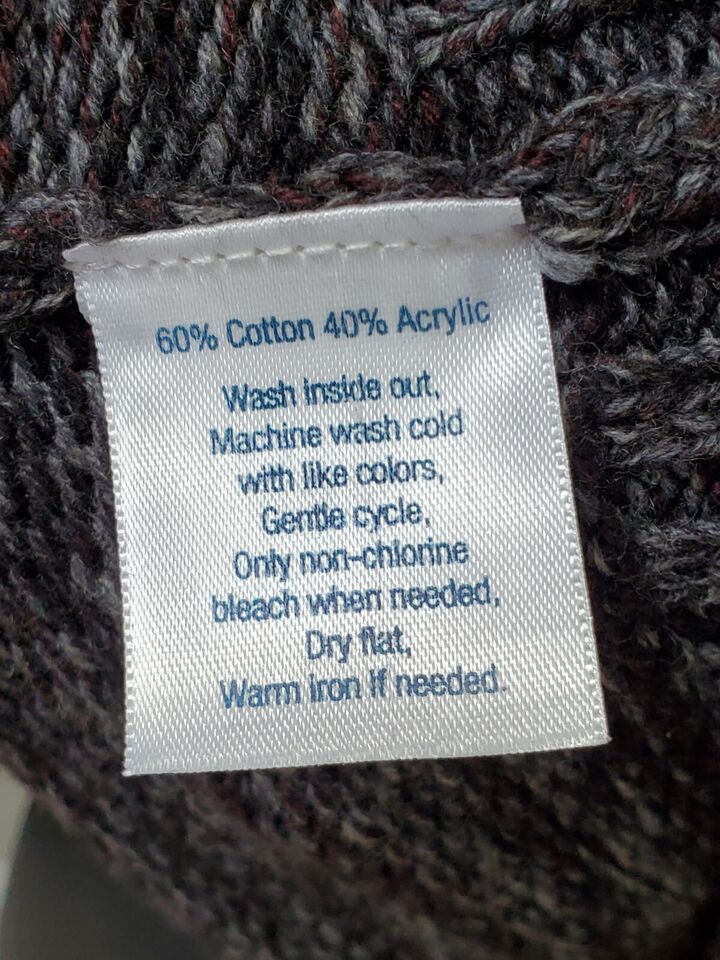 60% Cotton 40% Acrylic
Wash inside out,
Machine wash cold
with like colors,
Gentle cycle,
Only non-chlorine
bleach when needed,
Dry flat,
Warm iron if needed.